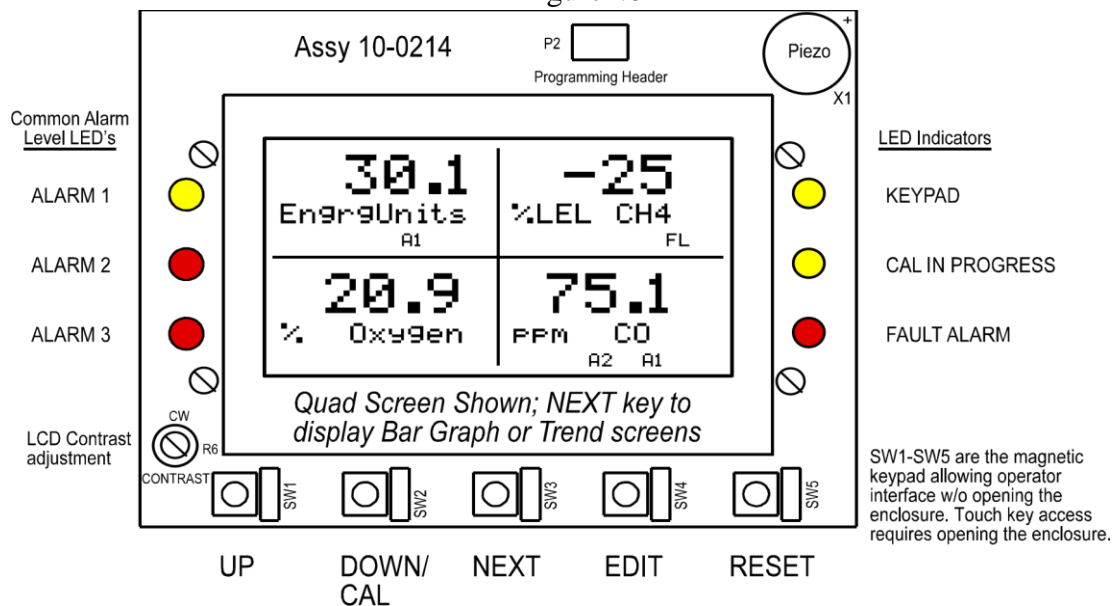 Assy 10-0214
P2
Programming Header
+
Piezo
X1
Common Alarm
Level LED's
ALARM 1
ALARM 2
ALARM 3
LED Indicators
KEYPAD
CAL IN PROGRESS
FAULT ALARM
30.1
EngrgUnits
A1
-25
%LEL CH4
FL
20.9
% Oxygen
75.1
PPM CO
A2 A1
Quad Screen Shown; NEXT key to
display Bar Graph or Trend screens
LCD Contrast
adjustment
CW
R6
CONTRAST
SW1
SW2
SW3
SW4
SW5
SW1-SW5 are the magnetic
keypad allowing operator
interface w/o opening the
enclosure. Touch key access
requires opening the enclosure.
UP
DOWN/
CAL
NEXT
EDIT
RESET